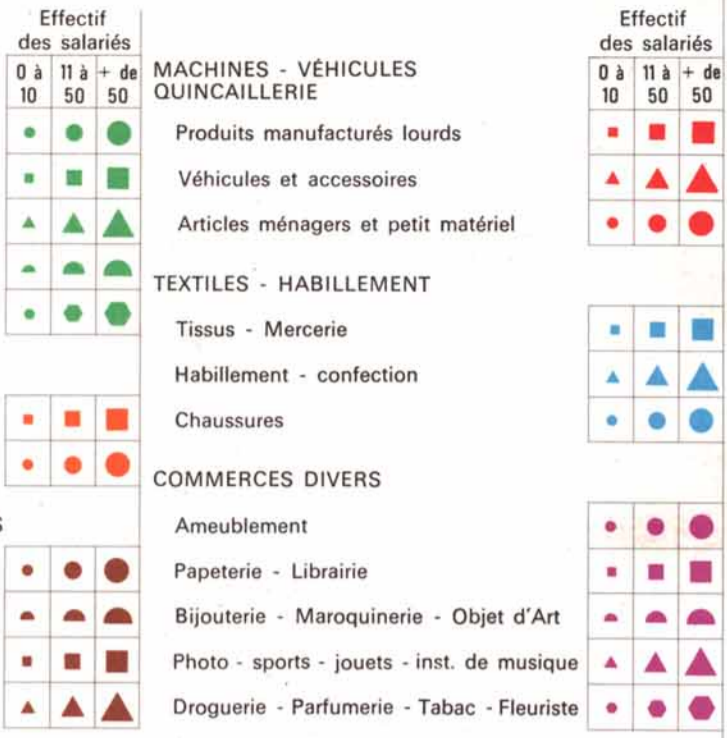 Effectif
des salariés
0 à 10
11 à 50
+ de 50
S
MACHINES - VÉHICULES
QUINCAILLERIE
Produits manufacturés lourds
Véhicules et accessoires
Articles ménagers et petit matériel
TEXTILES - HABILLEMENT
Tissus - Mercerie
Habillement - confection
Chaussures
COMMERCES DIVERS
Ameublement
Papeterie - Librairie
Bijouterie - Maroquinerie - Objet d'Art
Photo - sports - jouets - inst. de musique
Droguerie - Parfumerie - Tabac - Fleuriste
Effectif
des salariés
0 à 10
11 à 50
+ de 50